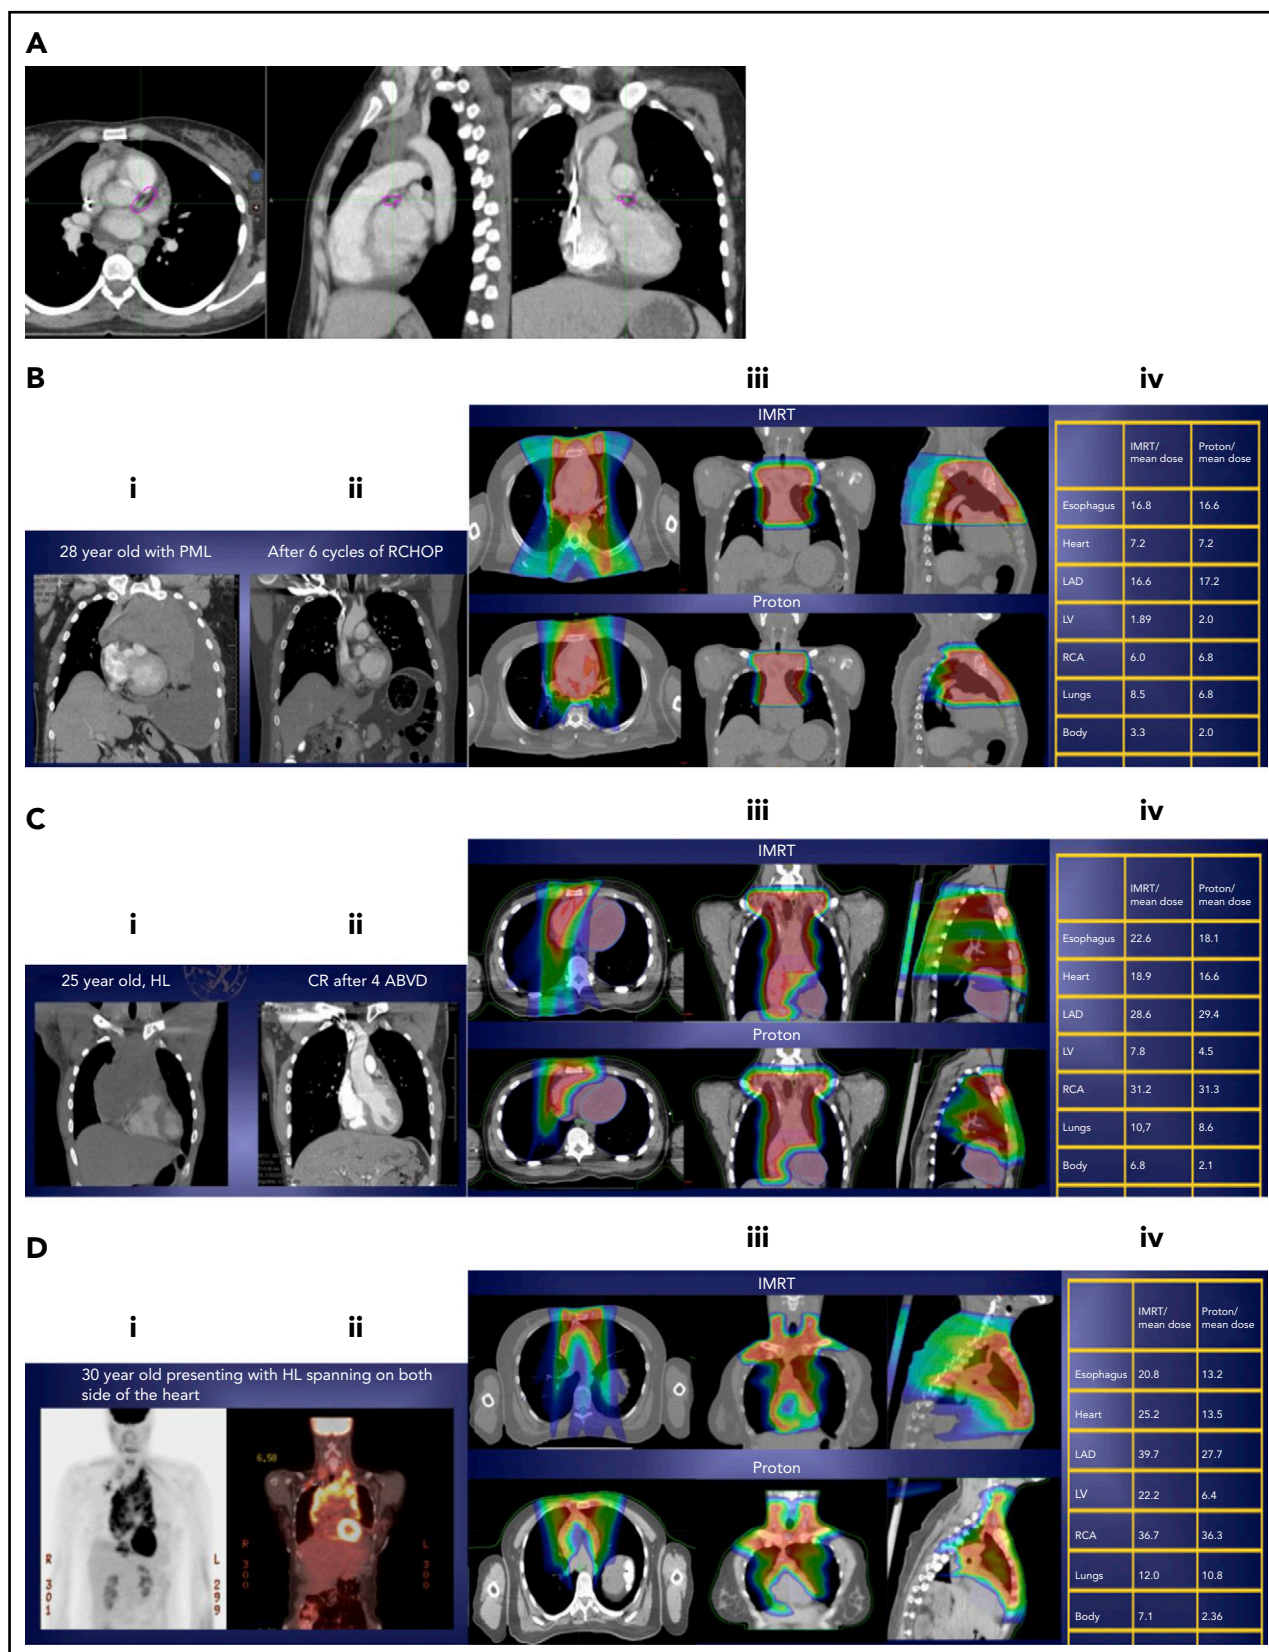 A
B
iii
iv
i
ii
28 year old with PML
After 6 cycles of RCHOP
IMRT
Proton
IMRT/ Proton/
mean dose mean dose
Esophagus 16.8 16.6
Heart 7.2 7.2
LAD 16.6 17.2
LV 1.89 2.0
RCA 6.0 6.8
Lungs 8.5 6.8
Body 3.3 2.0
C
iii
iv
i
ii
25 year old, HL
CR after 4 ABVD
R
IMRT
Proton
IMRT/ Proton/
mean dose mean dose
Esophagus 22.6 18.1
Heart 18.9 16.6
LAD 28.6 29.4
LV 7.8 4.5
RCA 31.2 31.3
Lungs 10,7 8.6
Body 6.8 2.1
D
iii
iv
i
ii
30 year old presenting with HL spanning on both
side of the heart
6.50
R 301
L 299
R 300
L 300
IMRT
Proton
IMRT/ Proton/
mean dose mean dose
Esophagus 20.8 13.2
Heart 25.2 13.5
LAD 39.7 27.7
LV 22.2 6.4
RCA 36.7 36.3
Lungs 12.0 10.8
Body 7.1 2.36